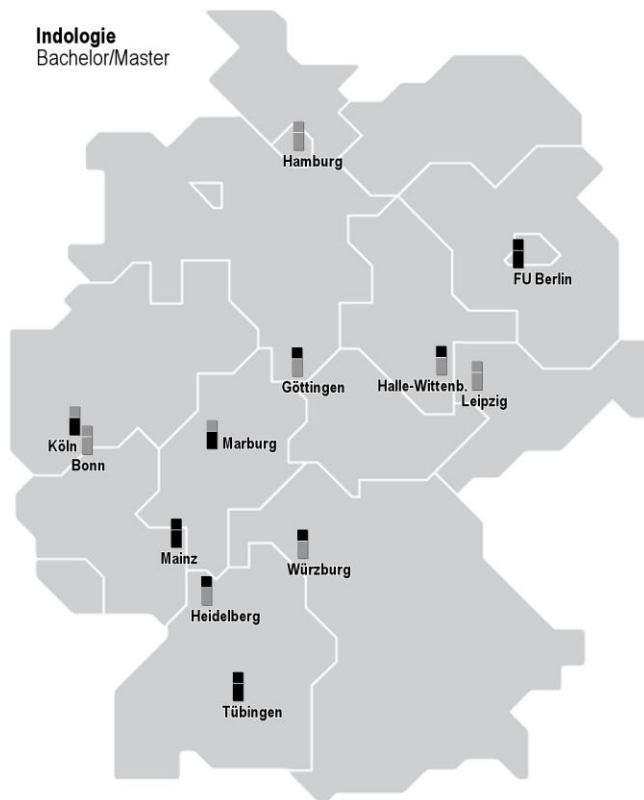 Indologie
Bachelor/Master
Hamburg
FU Berlin
Göttingen
Halle-Wittenb.
Leipzig
Köln
Marburg
Bonn
Mainz
Würzburg
Heidelberg
Tübingen